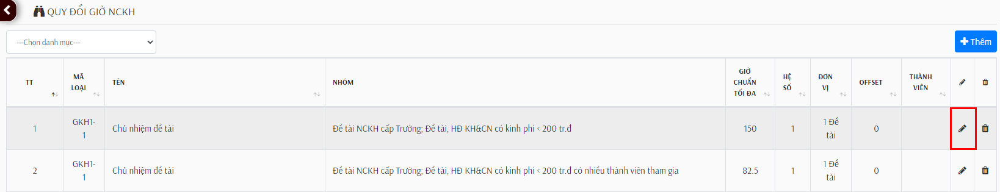 QUY ĐỔI GIỜ NCKH
---Chọn danh mục---
Thêm
TT
MÃ
LOẠI
TÊN
NHÓM
GIỜ
CHUẨN
TỐI ĐA
HỆ
SỐ
ĐƠN
VỊ
OFFSET
THÀNH
VIÊN
1
GKH1-
1
Chủ nhiệm đề tài
Đề tài NCKH cấp Trường; Đề tài, HĐ KH&CN có kinh phí < 200 tr.đ
150
1
1 Đề
tài
0
2
GKH1-
1
Chủ nhiệm đề tài
Đề tài NCKH cấp Trường; Đề tài, HĐ KH&CN có kinh phí < 200 tr.đ có nhiều thành viên tham gia
82.5
1
1 Đề
tài
0